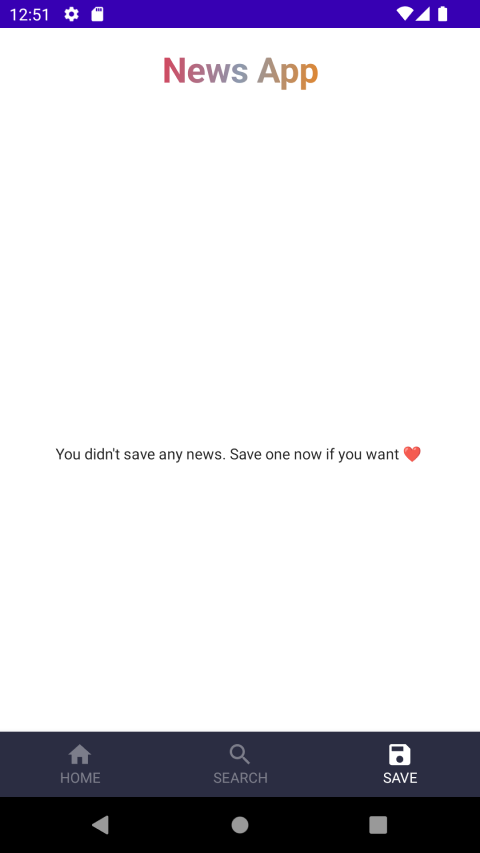 12:51
News App
You didn't save any news. Save one now if you want ❤️
HOME
SEARCH
SAVE